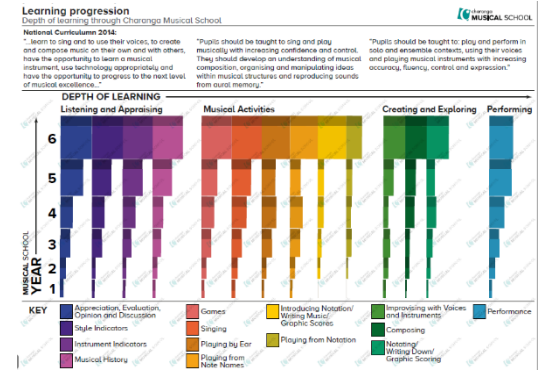 Learning progression
Depth of learning through Charanga Musical School
charanga
MUSICAL SCHOOL
National Curriculumn 2014:
"...learn to sing and to use their voices, to create
and compose music on their own and with others,
have the opportunity to learn a musical
instrument, use technology appropriately and
have the opportunity to progress to the next level
of musical excellence..."
"Pupils should be taught to sing and play
musically with increasing confidence and control.
They should develop an understanding of musical
composition, organising and manipulating ideas
within musical structures and reproducing sounds
from aural memory."
"Pupils should be taught to: play and perform in
solo and ensemble contexts, using their voices
and playing musical instruments with increasing
accuracy, fluency, control and expression."
DEPTH OF LEARNING
Listening and Appraising
Musical Activities
Creating and Exploring
Performing
6
5
4
3
2
1
MUSICAL SCHOOL
YEAR
KEY
Appreciation, Evaluation,
Opinion and Discussion
Style Indicators
Instrument Indicators
Musical History
Games
Singing
Playing by Ear
Playing from
Note Names
Introducing Notation/
Writing Music/
Graphic Scores
Playing from Notation
Improvising with Voices
and Instruments
Composing
Notating/
Writing Down/
Graphic Scoring
Performance